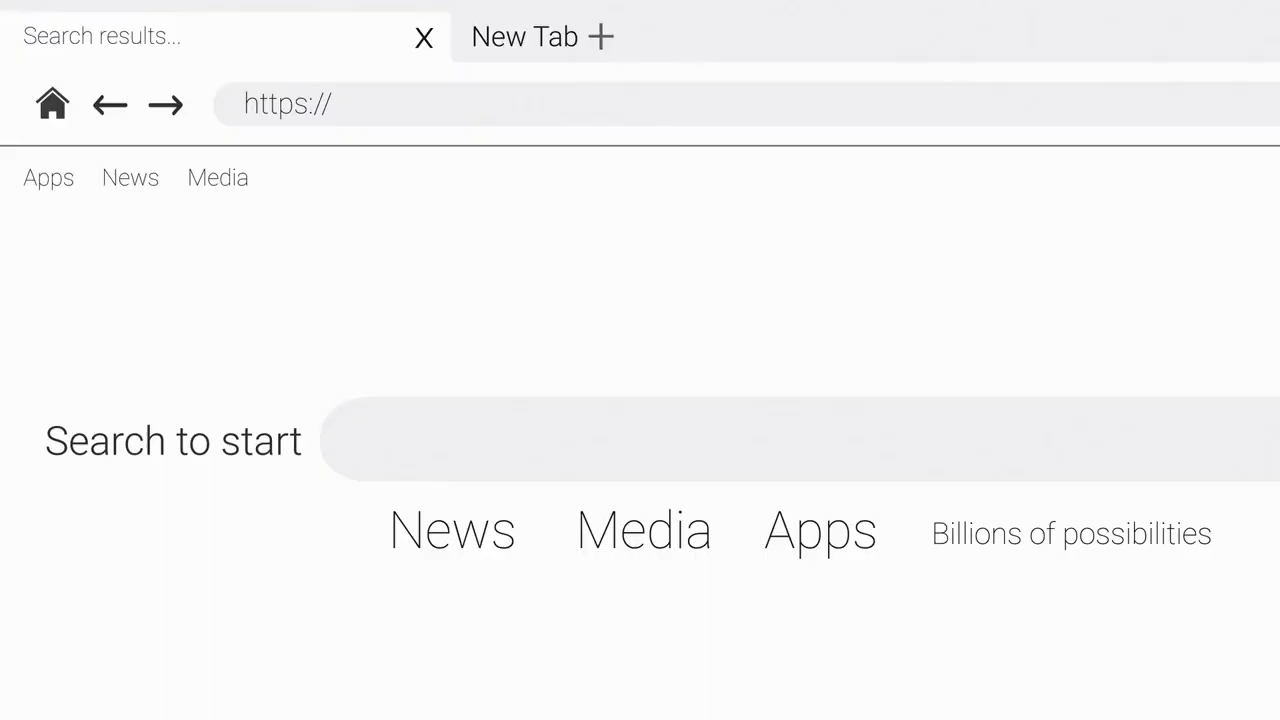 Search results... X New Tab +
https://
Apps News Media
Search to start
News Media Apps Billions of possibilities